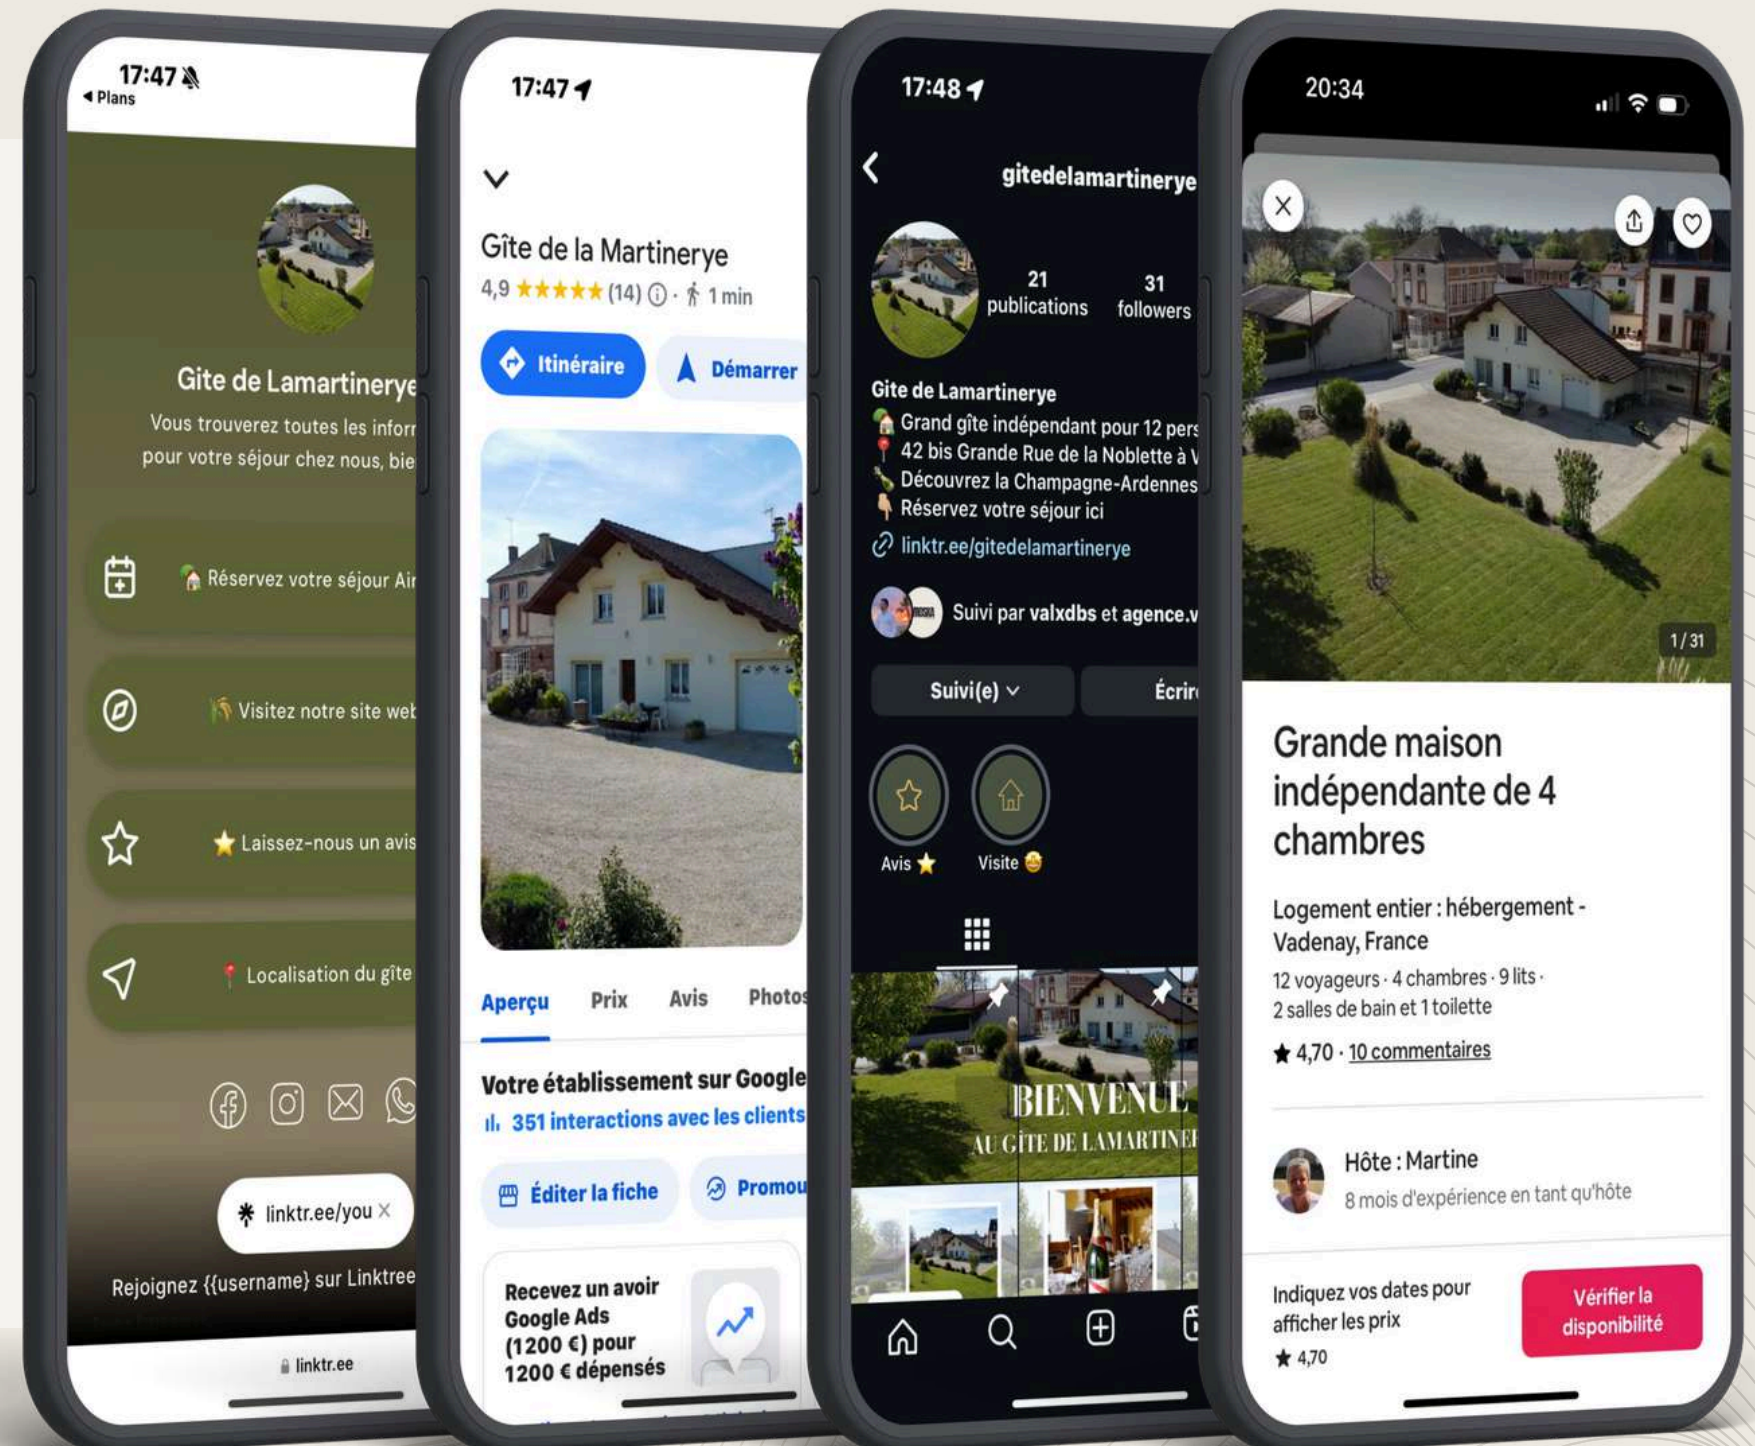 17:47
◂ Plans
Gite de Lamartinerye
Vous trouverez toutes les infor
pour votre séjour chez nous, bie
🏡 Réservez votre séjour Air
🌾 Visitez notre site web
⭐ Laissez-nous un avis
📍 Localisation du gîte
linktr.ee/you ×
Rejoignez {{username} sur Linktree
linktr.ee
17:47
Gîte de la Martinerye
4,9 ★★★★★ (14) · 1 min
Itinéraire
Démarrer
Aperçu Prix Avis Photos
Votre établissement sur Google
351 interactions avec les clients
Éditer la fiche
Promou
Recevez un avoir
Google Ads
(1 200 €) pour
1 200 € dépensés
17:48
gitedelamartinerye
21
publications
31
followers
Gite de Lamartinerye
🏡 Grand gîte indépendant pour 12 pers
📍 42 bis Grande Rue de la Noblette à V
🍾 Découvrez la Champagne-Ardennes
👇 Réservez votre séjour ici
linktr.ee/gitedelamartinerye
Suivi par valxdbs et agence.v
Suivi(e)
Écrire
Avis ⭐
Visite 🤩
BIENVENUE
AU GÎTE DE LAMARTINER
20:34
1 / 31
Grande maison
indépendante de 4
chambres
Logement entier : hébergement -
Vadenay, France
12 voyageurs · 4 chambres · 9 lits ·
2 salles de bain et 1 toilette
★ 4,70 · 10 commentaires
Hôte : Martine
8 mois d'expérience en tant qu'hôte
Indiquez vos dates pour
afficher les prix
★ 4,70
Vérifier la
disponibilité